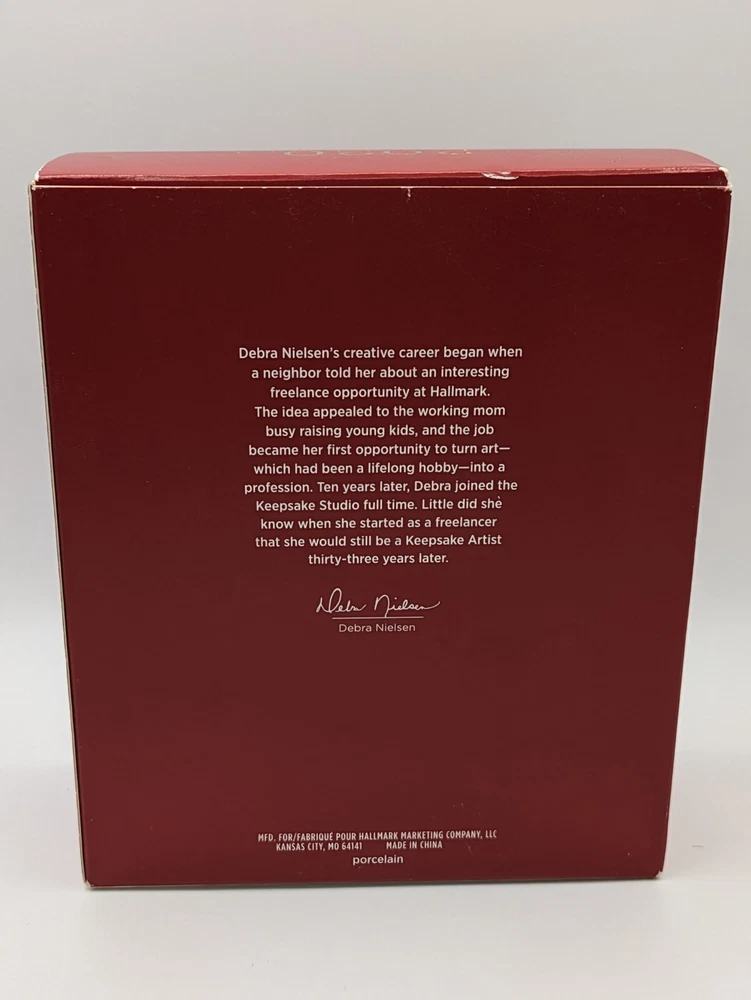 Debra Nielsen's creative career began when
a neighbor told her about an interesting
freelance opportunity at Hallmark.
The idea appealed to the working mom
busy raising young kids, and the job
became her first opportunity to turn art—
which had been a lifelong hobby—into a
profession. Ten years later, Debra joined the
Keepsake Studio full time. Little did she
know when she started as a freelancer
that she would still be a Keepsake Artist
thirty-three years later.
Debra Nielsen
Debra Nielsen
MFD. FOR/FABRIQUÉ POUR HALLMARK MARKETING COMPANY, LLC
KANSAS CITY, MO 64141 MADE IN CHINA
porcelain